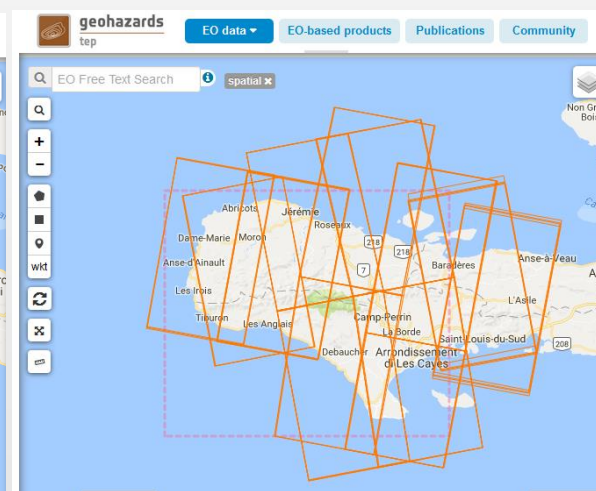 geohazards
tep
EO data
EO-based products
Publications
Community
EO Free Text Search
spatial ×
Non Gr
Boi
+
−
wkt
Abricots
Jérémie
Roseaux
Dame-Marie
Moron
218
218
Anse-d'Ainault
7
Baradères
Anse-à-Veau
Les Irois
L'Asile
Tiburon
Les Anglais
Camp-Perrin
La Borde
Saint-Louis-du-Sud
208
Debaucher
Arrondissement
di Les Cayes